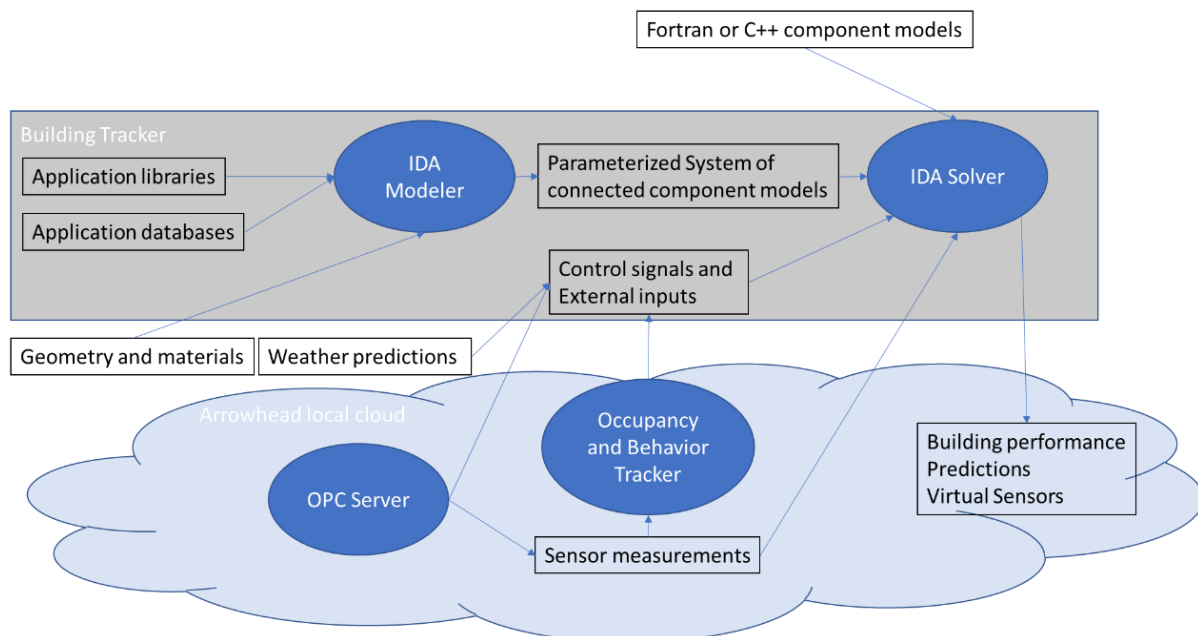 Fortran or C++ component models
Building Tracker
Application libraries
Application databases
IDA
Modeler
Parameterized System of
connected component models
IDA Solver
Control signals and
External inputs
Geometry and materials
Weather predictions
Arrowhead local cloud
OPC Server
Occupancy
and Behavior
Tracker
Sensor measurements
Building performance
Predictions
Virtual Sensors